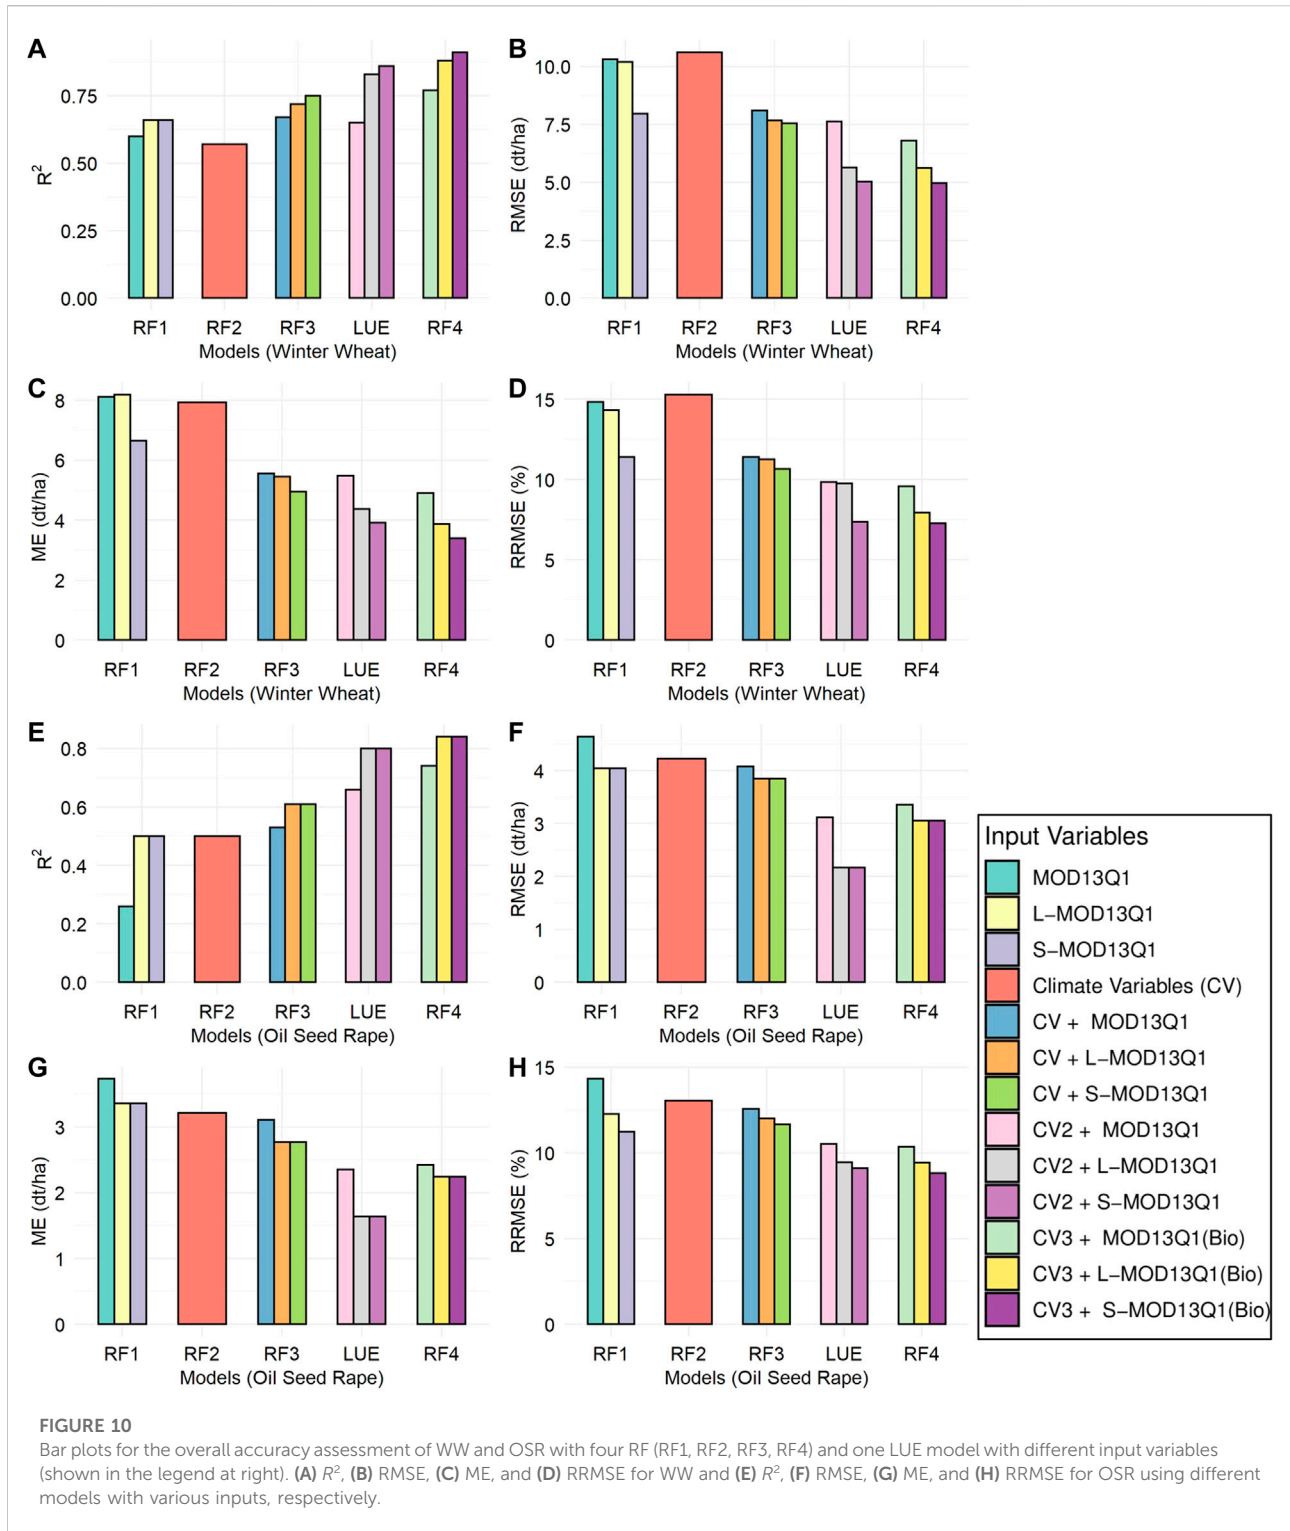 A
R²
0.75
0.50
0.25
0.00
RF1 RF2 RF3 LUE RF4
Models (Winter Wheat)
B
RMSE (dt/ha)
10.0
7.5
5.0
2.5
0.0
RF1 RF2 RF3 LUE RF4
Models (Winter Wheat)
C
ME (dt/ha)
8
6
4
2
0
RF1 RF2 RF3 LUE RF4
Models (Winter Wheat)
D
RRMSE (%)
15
10
5
0
RF1 RF2 RF3 LUE RF4
Models (Winter Wheat)
E
R²
0.8
0.6
0.4
0.2
0.0
RF1 RF2 RF3 LUE RF4
Models (Oil Seed Rape)
F
RMSE (dt/ha)
4
3
2
1
0
RF1 RF2 RF3 LUE RF4
Models (Oil Seed Rape)
G
ME (dt/ha)
3
2
1
0
RF1 RF2 RF3 LUE RF4
Models (Oil Seed Rape)
H
RRMSE (%)
15
10
5
0
RF1 RF2 RF3 LUE RF4
Models (Oil Seed Rape)
Input Variables
MOD13Q1
L−MOD13Q1
S−MOD13Q1
Climate Variables (CV)
CV + MOD13Q1
CV + L−MOD13Q1
CV + S−MOD13Q1
CV2 + MOD13Q1
CV2 + L−MOD13Q1
CV2 + S−MOD13Q1
CV3 + MOD13Q1(Bio)
CV3 + L−MOD13Q1(Bio)
CV3 + S−MOD13Q1(Bio)
FIGURE 10
Bar plots for the overall accuracy assessment of WW and OSR with four RF (RF1, RF2, RF3, RF4) and one LUE model with different input variables
(shown in the legend at right). (A) R², (B) RMSE, (C) ME, and (D) RRMSE for WW and (E) R², (F) RMSE, (G) ME, and (H) RRMSE for OSR using different
models with various inputs, respectively.